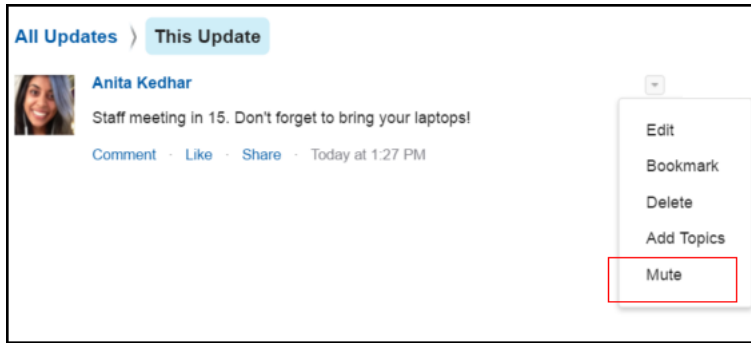 All Updates 〉 This Update
Anita Kedhar
Staff meeting in 15. Don't forget to bring your laptops!
Comment · Like · Share · Today at 1:27 PM
Edit
Bookmark
Delete
Add Topics
Mute